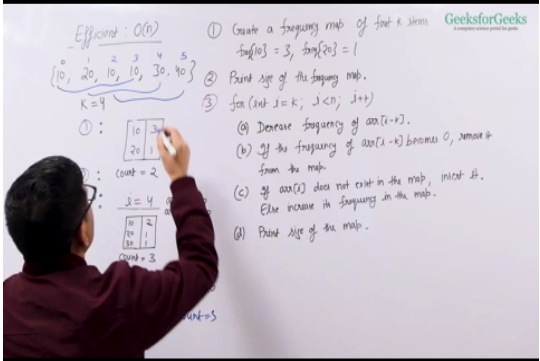 GeeksforGeeks
A computer science portal for geeks
Efficient : O(n)
0 1 2 3 4 5
{10, 20, 10, 10, 30, 40}
K = 4
① :
10 3
20 1
count = 2
:
i = 4
10 2
20 1
30 1
count = 3
count = 3
① Create a frequency map of first K items
freq[10] = 3, freq[20] = 1
② Print size of the frequency map.
③ for (int i = k; i < n; i++)
(a) Decrease frequency of arr[i-k].
(b) If the frequency of arr[i-k] becomes 0, remove it
from the map.
(c) If arr[i] does not exist in the map, insert it.
Else increase its frequency in the map.
(d) Print size of the map.